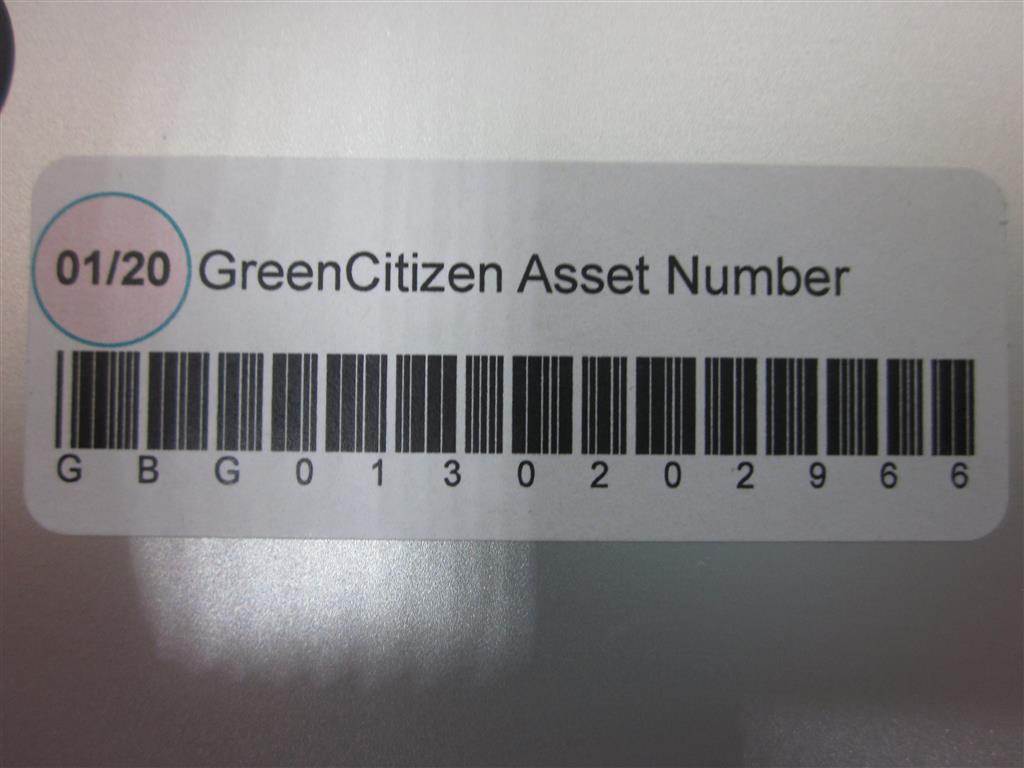 01/20 GreenCitizen Asset Number
G B G 0 1 3 0 2 0 2 9 6 6